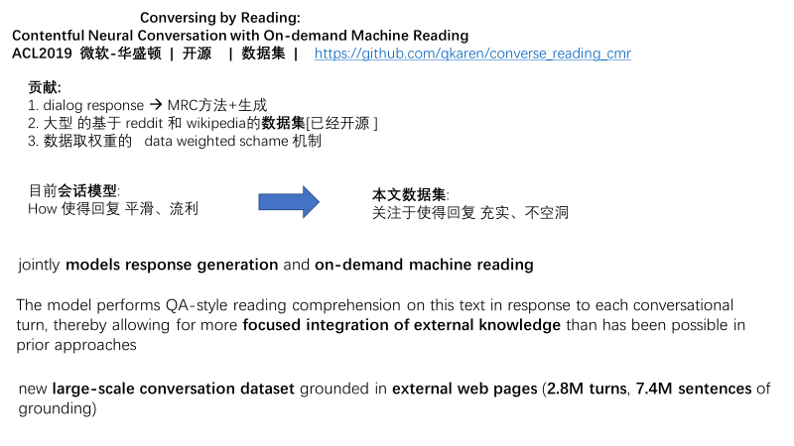 Conversing by Reading:
Contentful Neural Conversation with On-demand Machine Reading
ACL2019 微软-华盛顿 | 开源 | 数据集 | https://github.com/qkaren/converse_reading_cmr
贡献:
1. dialog response → MRC方法+生成
2. 大型 的基于 reddit 和 wikipedia的数据集[已经开源 ]
3. 数据取权重的 data weighted schame 机制
目前会话模型:
How 使得回复 平滑、流利
本文数据集:
关注于使得回复 充实、不空洞
jointly models response generation and on-demand machine reading
The model performs QA-style reading comprehension on this text in response to each conversational
turn, thereby allowing for more focused integration of external knowledge than has been possible in
prior approaches
new large-scale conversation dataset grounded in external web pages (2.8M turns, 7.4M sentences of
grounding)